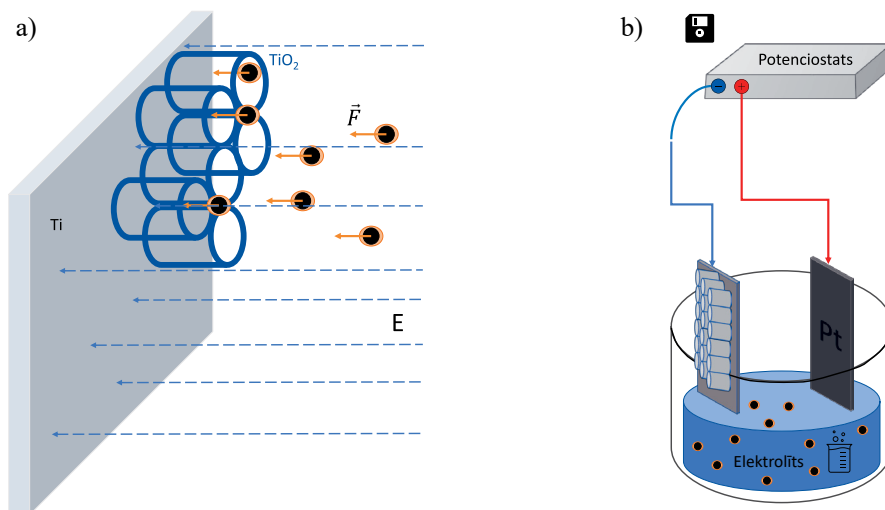 a)
TiO₂
F⃗
Ti
E
b)
Potenciostats
− +
Pt
Elektrolīts